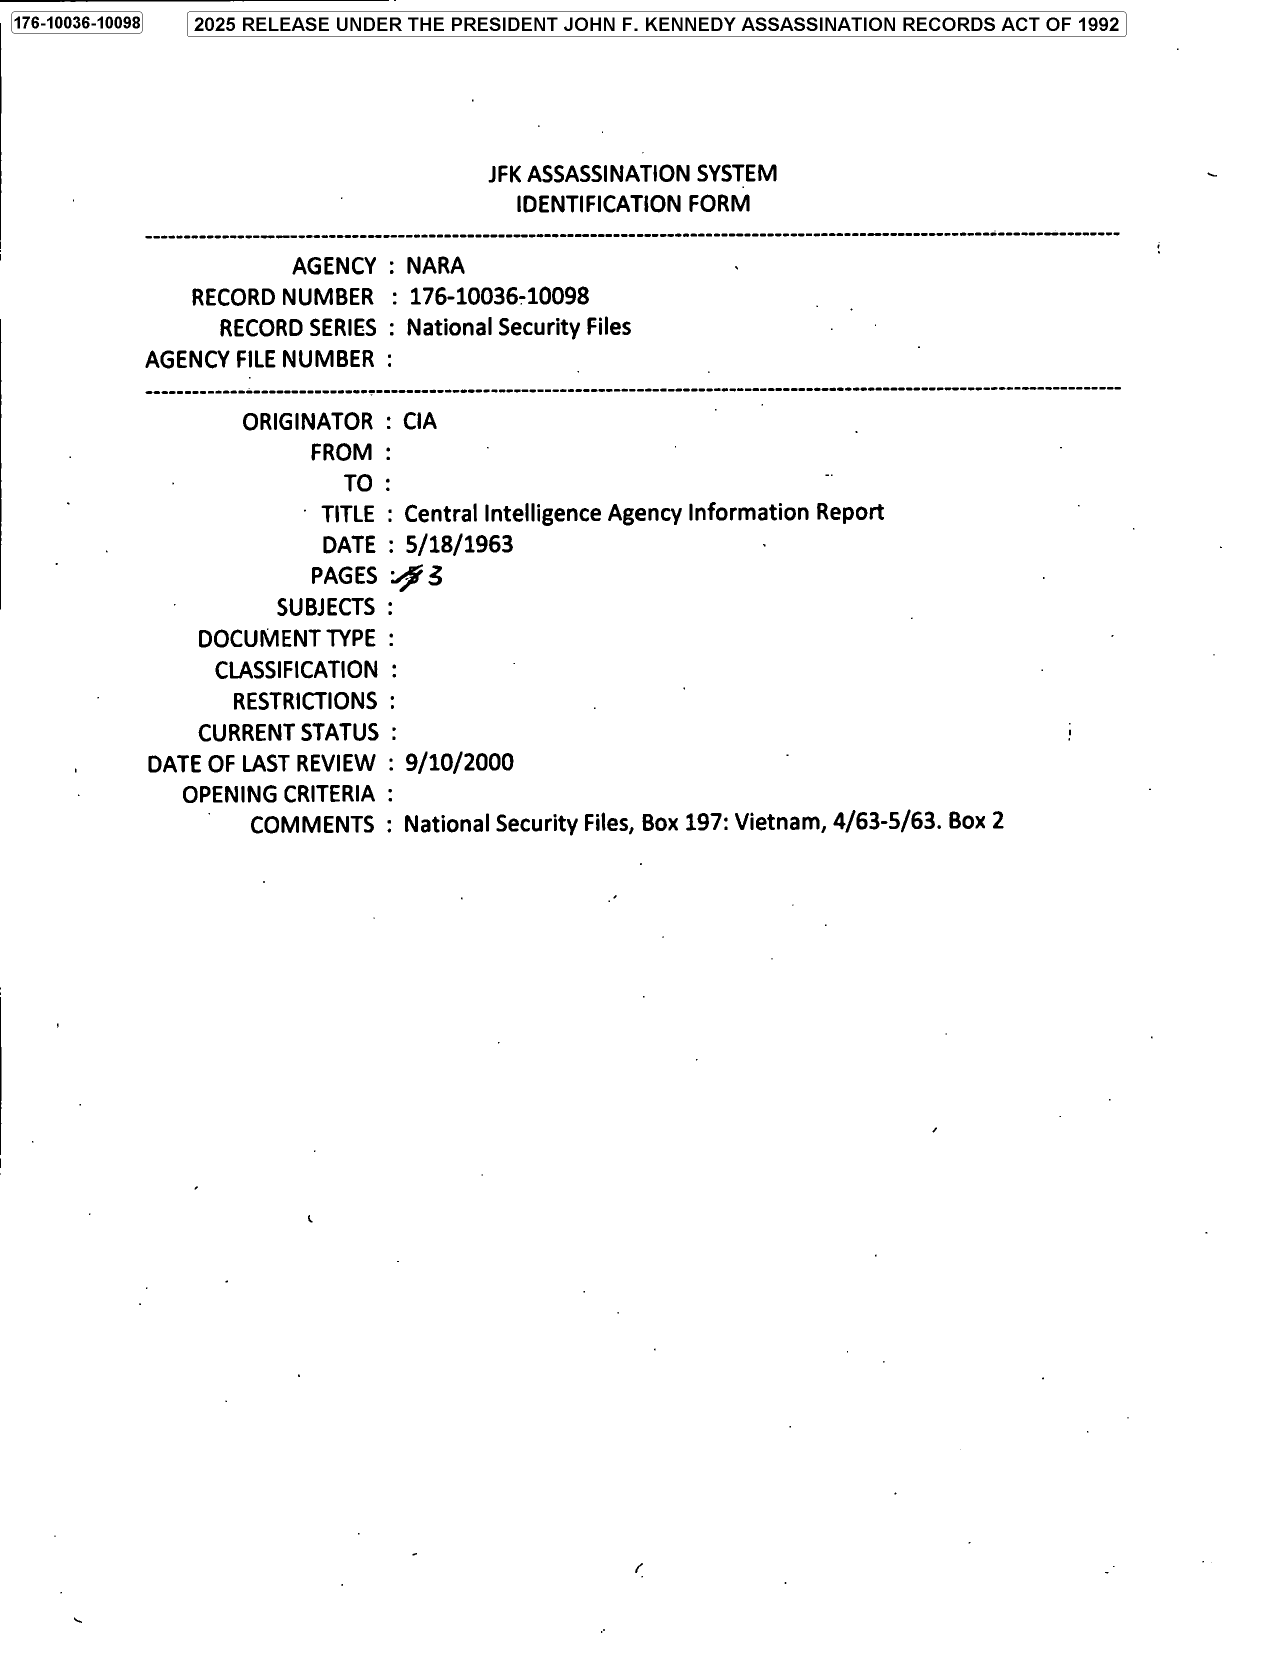 176-10036-10098
2025 RELEASE UNDER THE PRESIDENT JOHN F. KENNEDY ASSASSINATION RECORDS ACT OF 1992
JFK ASSASSINATION SYSTEM
IDENTIFICATION FORM
AGENCY : NARA
RECORD NUMBER : 176-10036-10098
RECORD SERIES : National Security Files
AGENCY FILE NUMBER :
ORIGINATOR : CIA
FROM :
TO :
TITLE : Central Intelligence Agency Information Report
DATE : 5/18/1963
PAGES : 3
SUBJECTS :
DOCUMENT TYPE :
CLASSIFICATION :
RESTRICTIONS :
CURRENT STATUS :
DATE OF LAST REVIEW : 9/10/2000
OPENING CRITERIA :
COMMENTS : National Security Files, Box 197: Vietnam, 4/63-5/63. Box 2